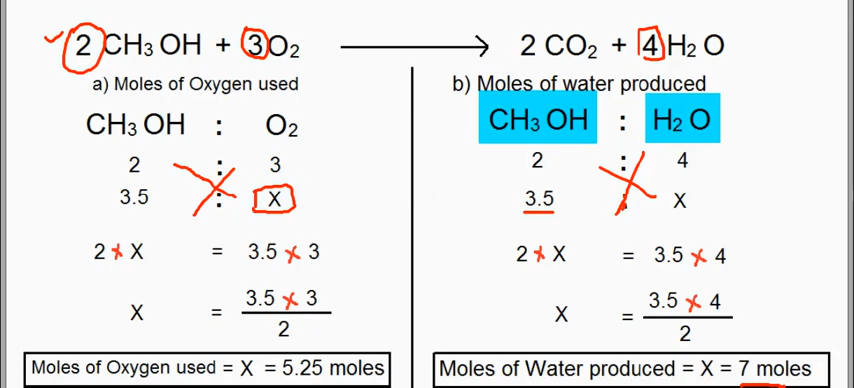 2 CH3 OH + 3 O2 ⟶ 2 CO2 + 4 H2 O
a) Moles of Oxygen used
CH3 OH : O2
2 : 3
3.5 : X
2 × X = 3.5 × 3
X = 3.5 × 3 / 2
Moles of Oxygen used = X = 5.25 moles
b) Moles of water produced
CH3 OH : H2 O
2 : 4
3.5 : X
2 × X = 3.5 × 4
X = 3.5 × 4 / 2
Moles of Water produced = X = 7 moles